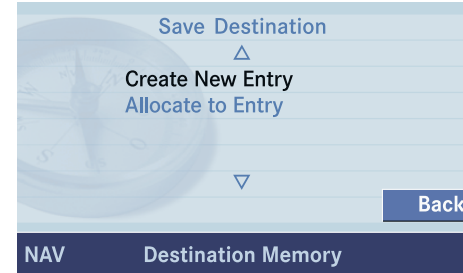 Save Destination
Create New Entry
Allocate to Entry
Back
NAV Destination Memory